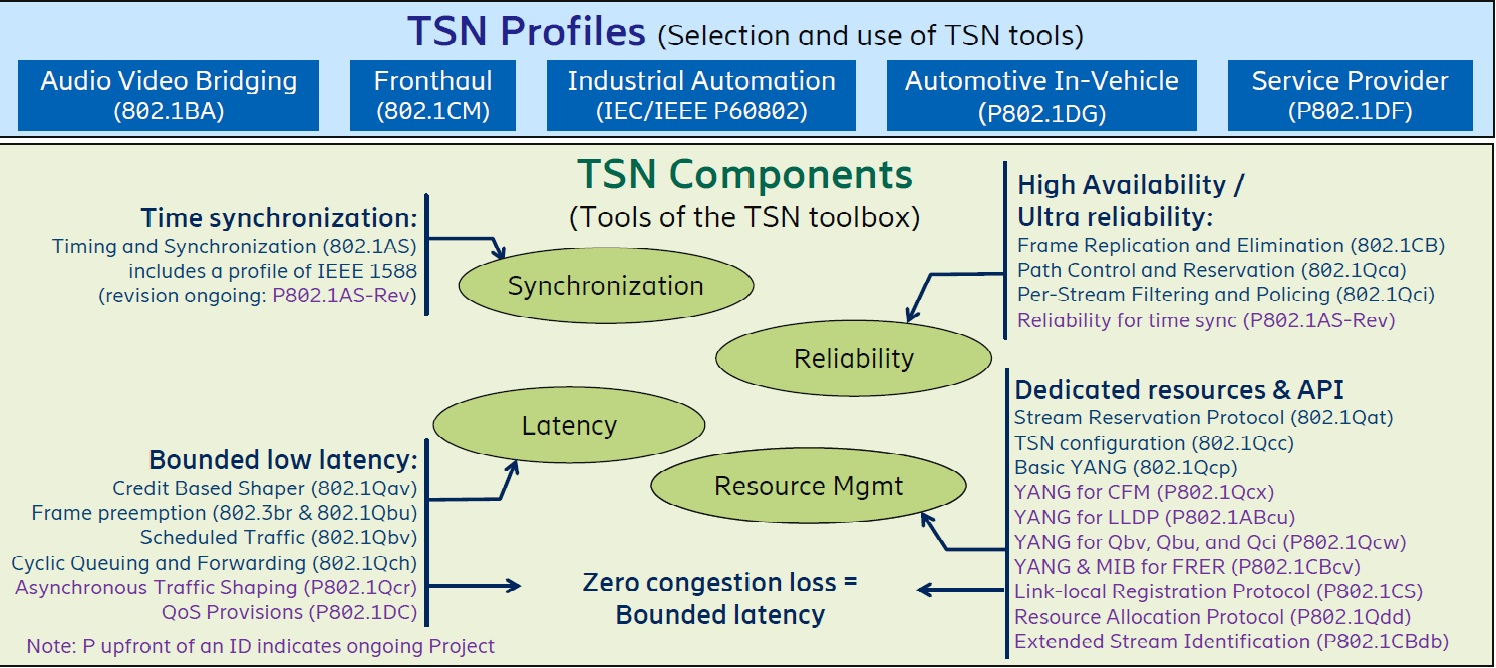 TSN Profiles (Selection and use of TSN tools)
Audio Video Bridging
(802.1BA)
Fronthaul
(802.1CM)
Industrial Automation
(IEC/IEEE P60802)
Automotive In-Vehicle
(P802.1DG)
Service Provider
(P802.1DF)
TSN Components
(Tools of the TSN toolbox)
Time synchronization:
Timing and Synchronization (802.1AS)
includes a profile of IEEE 1588
(revision ongoing: P802.1AS-Rev)
Synchronization
High Availability /
Ultra reliability:
Frame Replication and Elimination (802.1CB)
Path Control and Reservation (802.1Qca)
Per-Stream Filtering and Policing (802.1Qci)
Reliability for time sync (P802.1AS-Rev)
Reliability
Latency
Bounded low latency:
Credit Based Shaper (802.1Qav)
Frame preemption (802.3br & 802.1Qbu)
Scheduled Traffic (802.1Qbv)
Cyclic Queuing and Forwarding (802.1Qch)
Asynchronous Traffic Shaping (P802.1Qcr)
QoS Provisions (P802.1DC)
Resource Mgmt
Dedicated resources & API
Stream Reservation Protocol (802.1Qat)
TSN configuration (802.1Qcc)
Basic YANG (802.1Qcp)
YANG for CFM (P802.1Qcx)
YANG for LLDP (P802.1ABcu)
YANG for Qbv, Qbu, and Qci (P802.1Qcw)
YANG & MIB for FRER (P802.1CBcv)
Link-local Registration Protocol (P802.1CS)
Resource Allocation Protocol (P802.1Qdd)
Extended Stream Identification (P802.1CBdb)
Zero congestion loss =
Bounded latency
Note: P upfront of an ID indicates ongoing Project